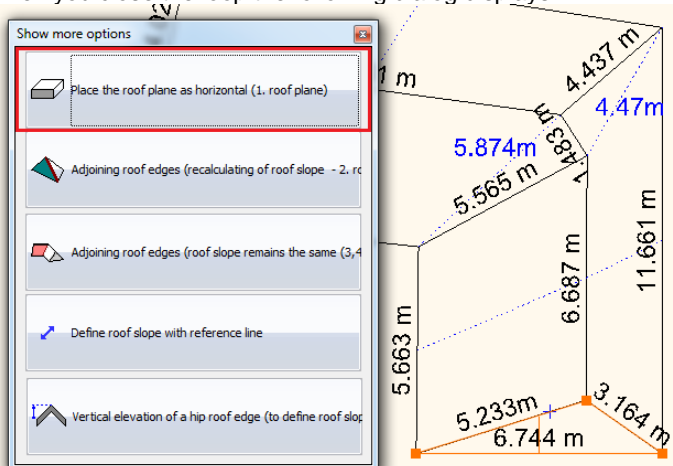 Show more options
Place the roof plane as horizontal (1. roof plane)
Adjoining roof edges (recalculating of roof slope - 2. ro
Adjoining roof edges (roof slope remains the same (3,4
Define roof slope with reference line
Vertical elevation of a hip roof edge (to define roof slop
1 m
4.437 m
4.47m
5.874m
1.483 m
5.565 m
11.661 m
6.687 m
5.663 m
5.233m
3.164 m
6.744 m